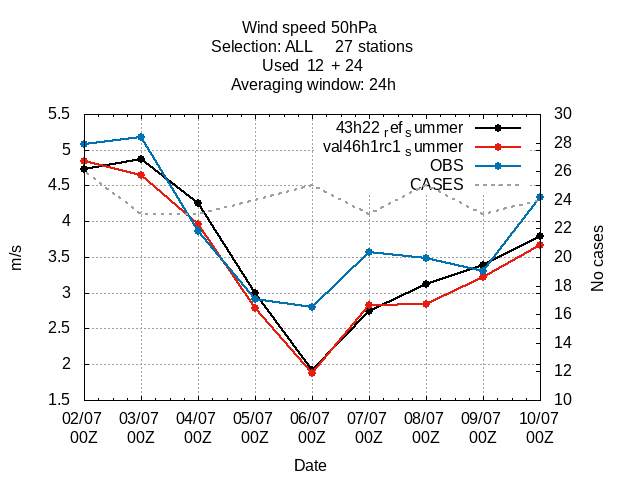 Wind speed 50hPa
Selection: ALL 27 stations
Used 12 + 24
Averaging window: 24h
43h22 ref summer
val46h1rc1 summer
OBS
CASES
5.5
5
4.5
4
3.5
3
2.5
2
1.5
m/s
30
28
26
24
22
20
18
16
14
12
10
No cases
02/07 03/07 04/07 05/07 06/07 07/07 08/07 09/07 10/07
00Z 00Z 00Z 00Z 00Z 00Z 00Z 00Z 00Z
Date